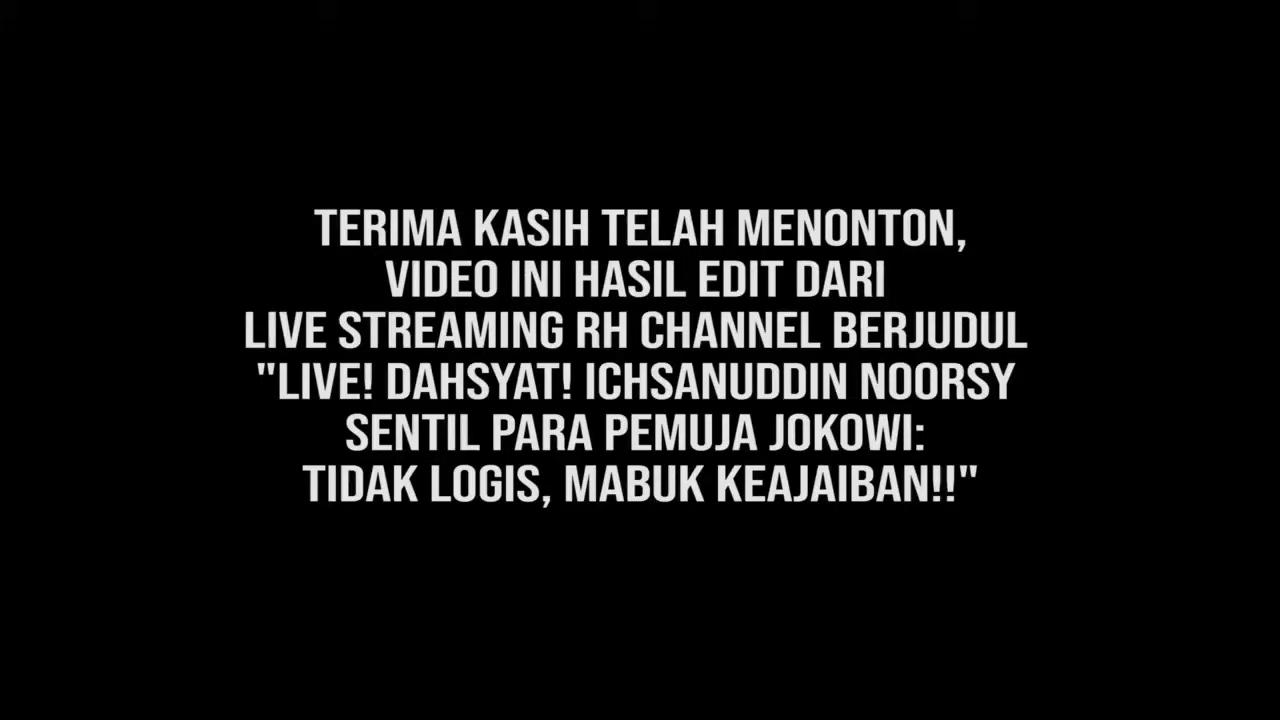 TERIMA KASIH TELAH MENONTON,
VIDEO INI HASIL EDIT DARI
LIVE STREAMING RH CHANNEL BERJUDUL
"LIVE! DAHSYAT! ICHSANUDDIN NOORSY
SENTIL PARA PEMUJA JOKOWI:
TIDAK LOGIS, MABUK KEAJAIBAN!!"